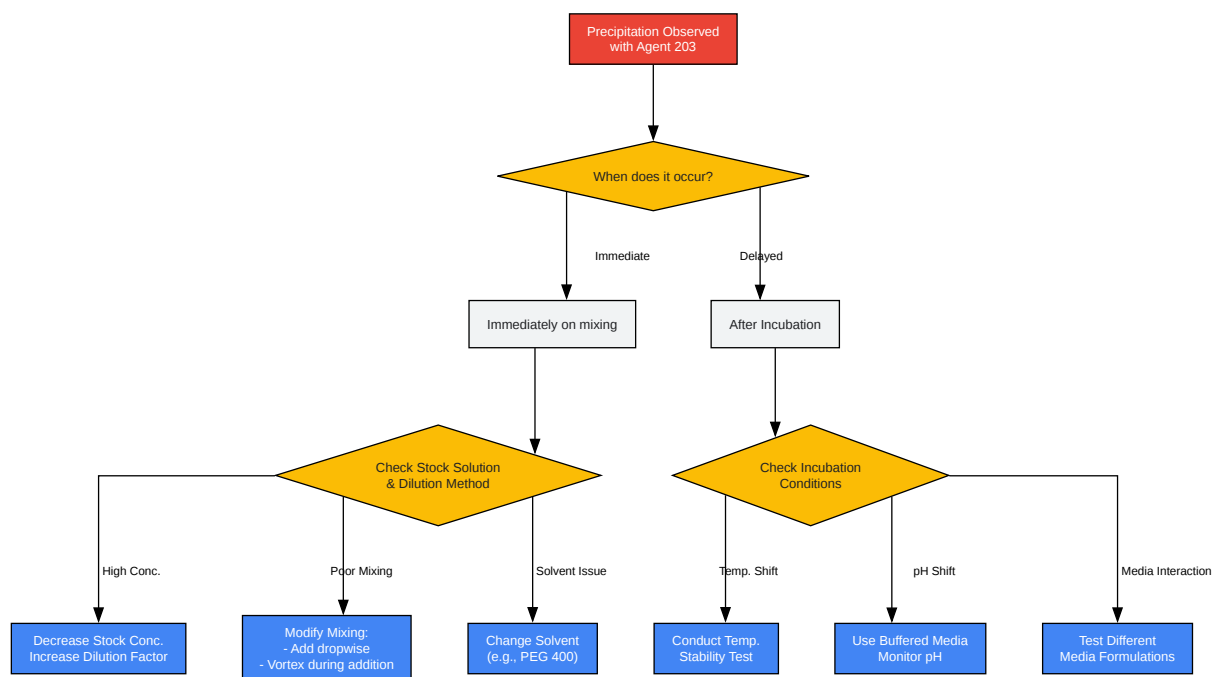 Precipitation Observed
with Agent 203
When does it occur?
Immediate
Delayed
Immediately on mixing
After Incubation
Check Stock Solution
& Dilution Method
Check Incubation
Conditions
High Conc.
Poor Mixing
Solvent Issue
Temp. Shift
pH Shift
Media Interaction
Decrease Stock Conc.
Increase Dilution Factor
Modify Mixing:
- Add dropwise
- Vortex during addition
Change Solvent
(e.g., PEG 400)
Conduct Temp.
Stability Test
Use Buffered Media
Monitor pH
Test Different
Media Formulations